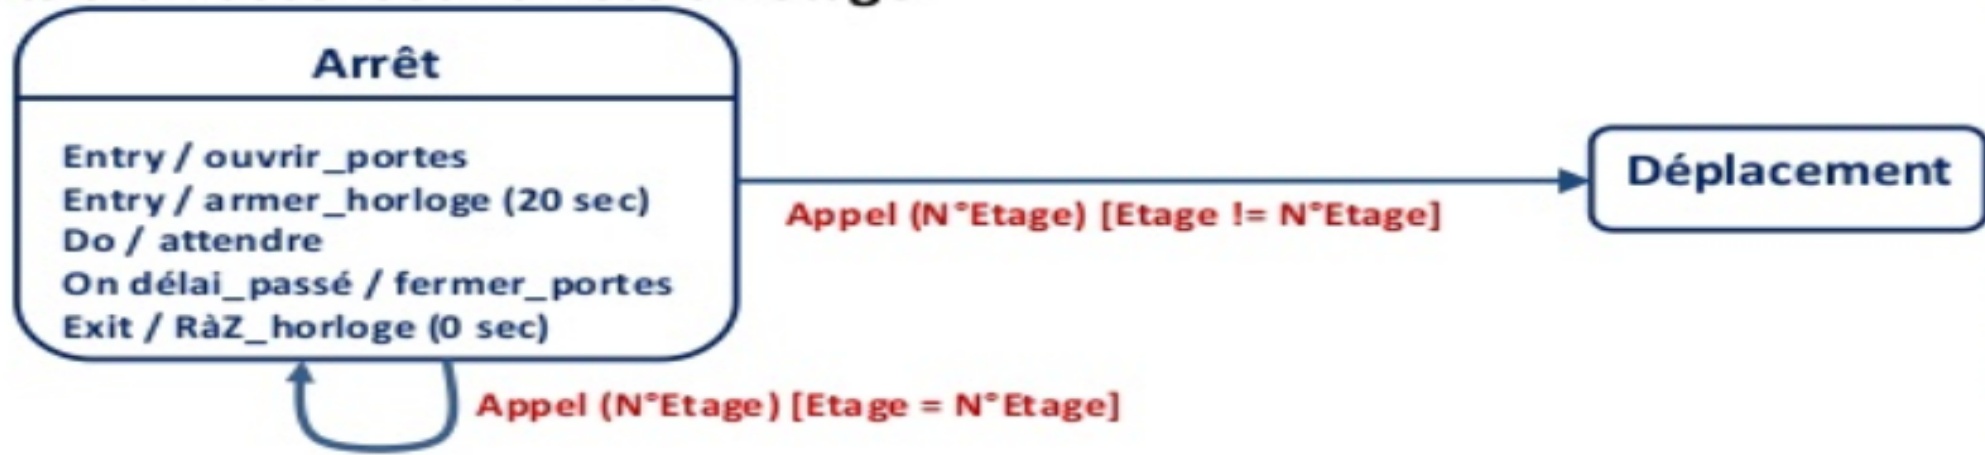 Arrêt
Entry / ouvrir_portes
Entry / armer_horloge (20 sec)
Do / attendre
On délai_passé / fermer_portes
Exit / RàZ_horloge (0 sec)
Appel (N°Etage) [Etage != N°Etage]
Déplacement
Appel (N°Etage) [Etage = N°Etage]